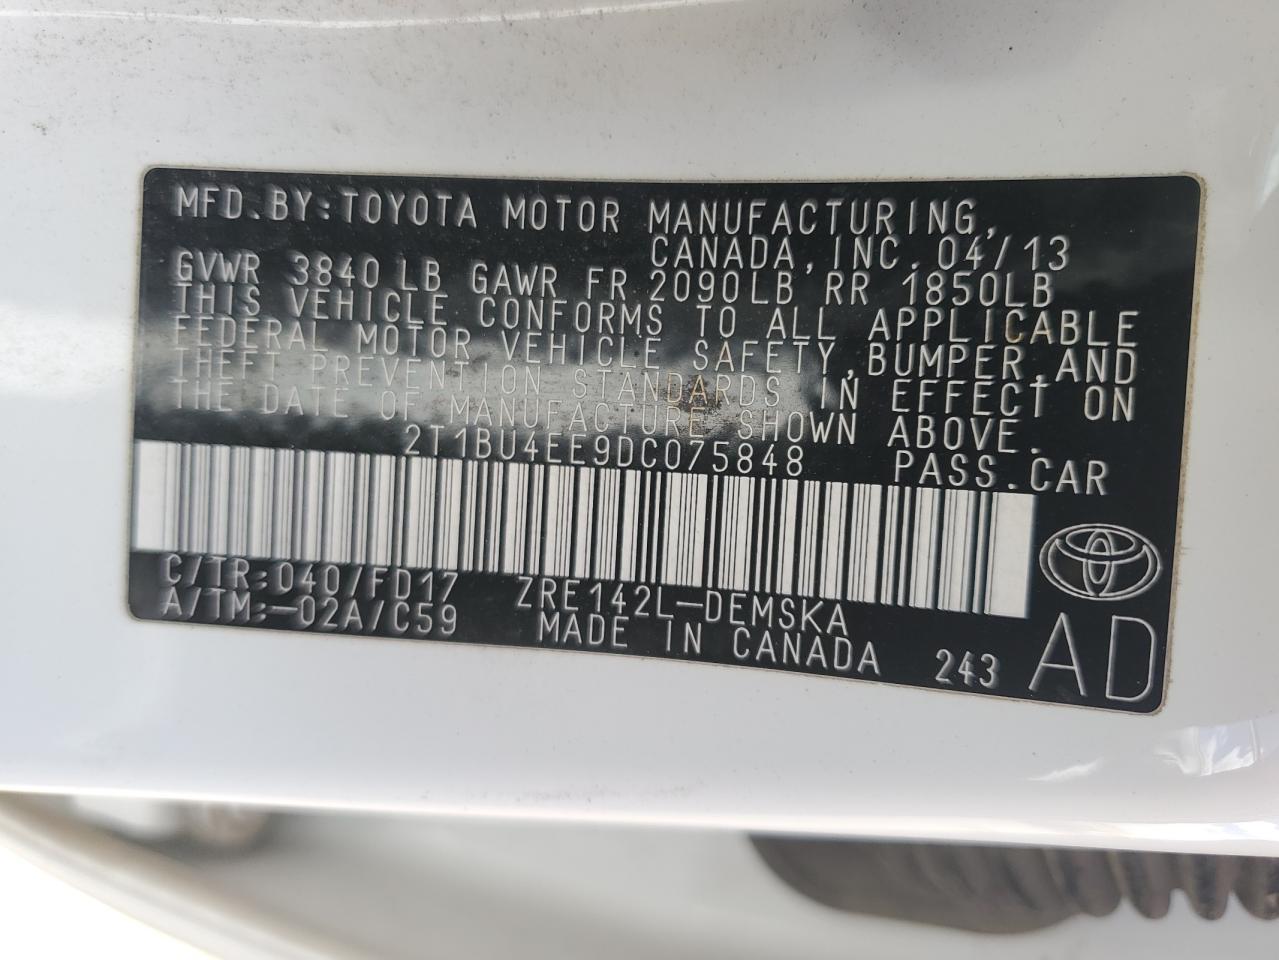 MFD.BY:TOYOTA MOTOR MANUFACTURING,
CANADA,INC. 04/13
GVWR 3840LB GAWR FR 2090LB RR 1850LB
THIS VEHICLE CONFORMS TO ALL APPLICABLE
FEDERAL MOTOR VEHICLE SAFETY,BUMPER,AND
THEFT PREVENTION STANDARDS IN EFFECT ON
THE DATE OF MANUFACTURE SHOWN ABOVE.
2T1BU4EE9DC075848 PASS.CAR
C/TR:040/FD17 ZRE142L-DEMSKA
A/TM:-02A/C59 MADE IN CANADA 243 AD